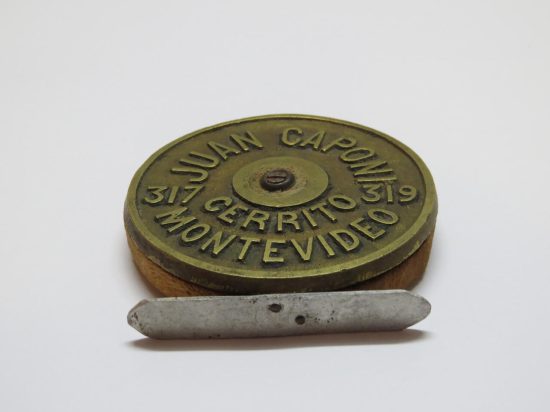 JUAN CAPONI
317 CERRITO 319
MONTEVIDEO